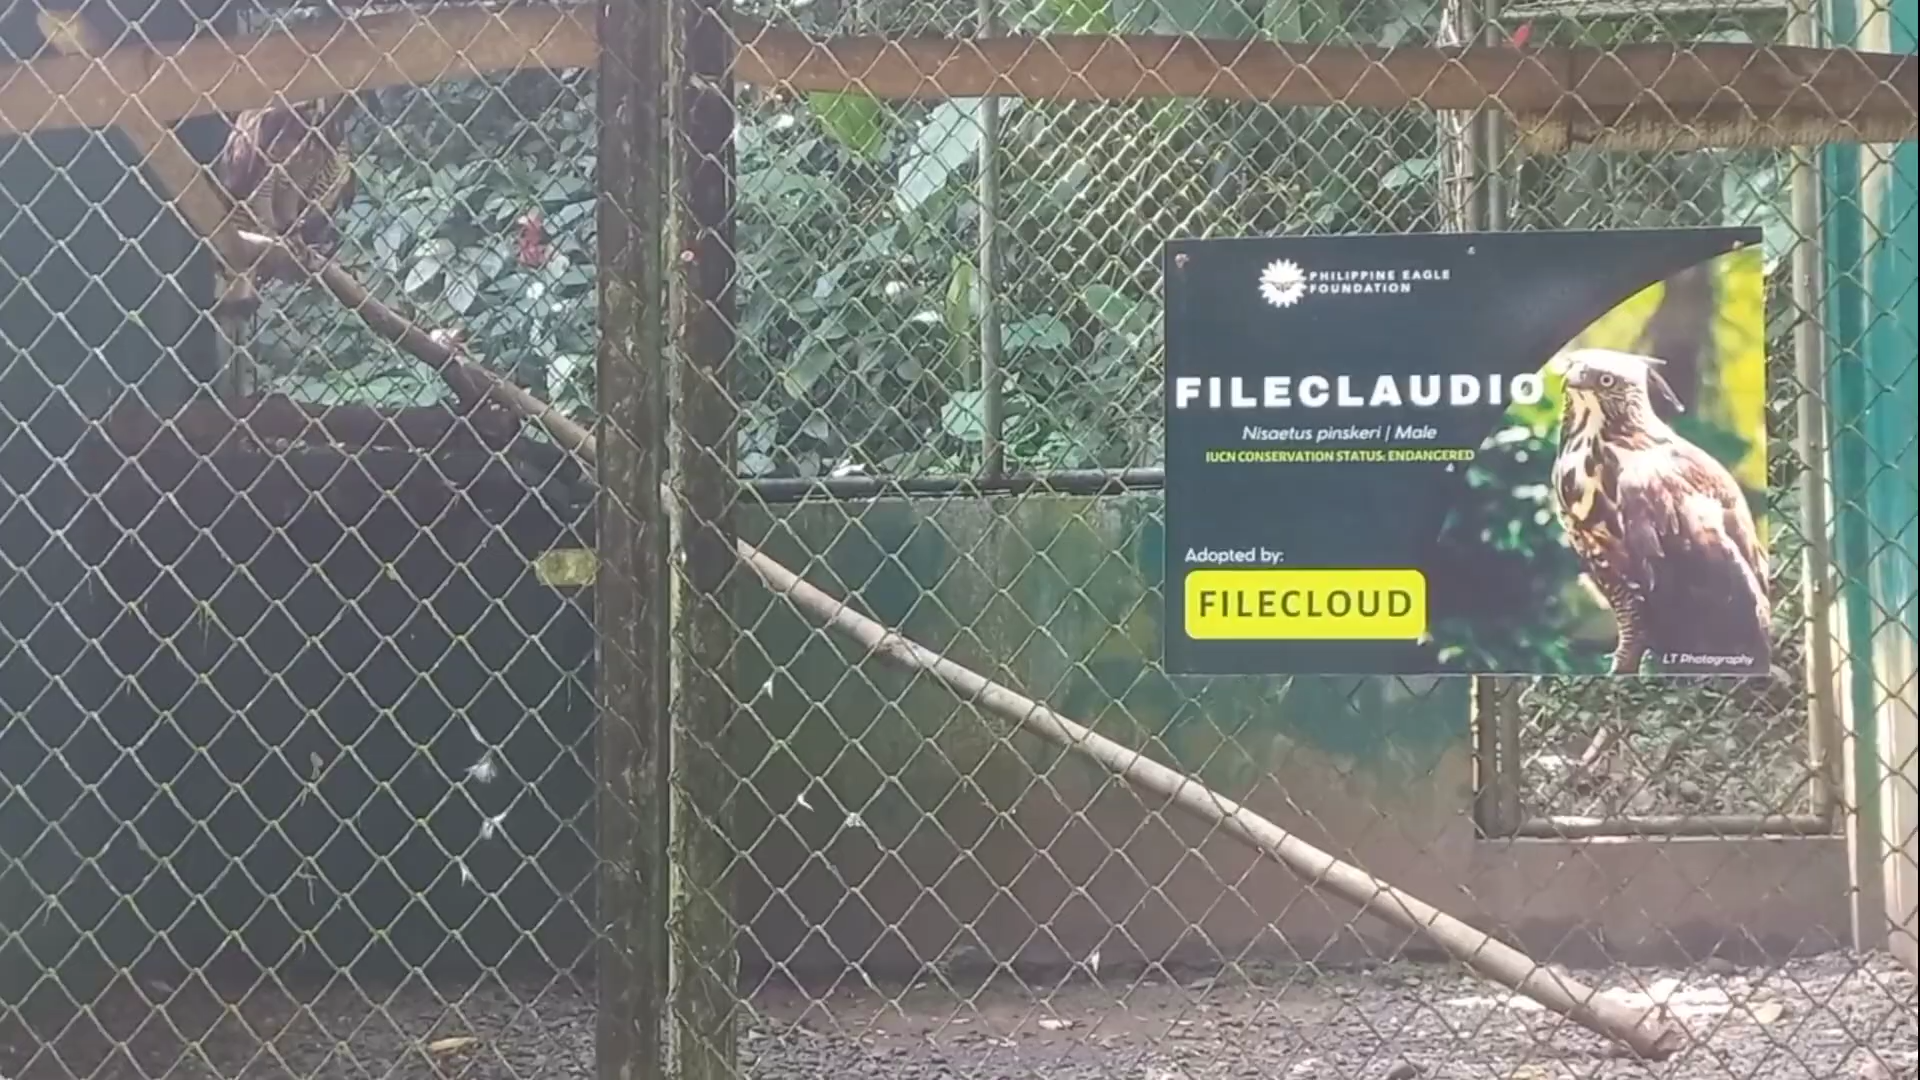 PHILIPPINE EAGLE
FOUNDATION
FILECLAUDIO
Nisaetus pinskeri | Male
IUCN CONSERVATION STATUS: ENDANGERED
Adopted by:
FILECLOUD
LT Photography